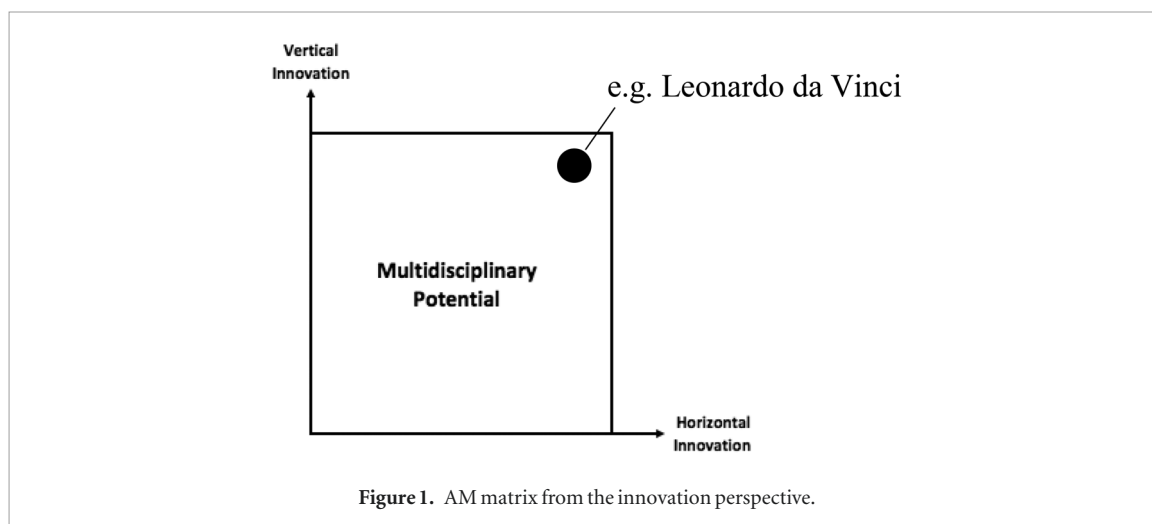 Vertical
Innovation
e.g. Leonardo da Vinci
Multidisciplinary
Potential
Horizontal
Innovation
Figure 1. AM matrix from the innovation perspective.